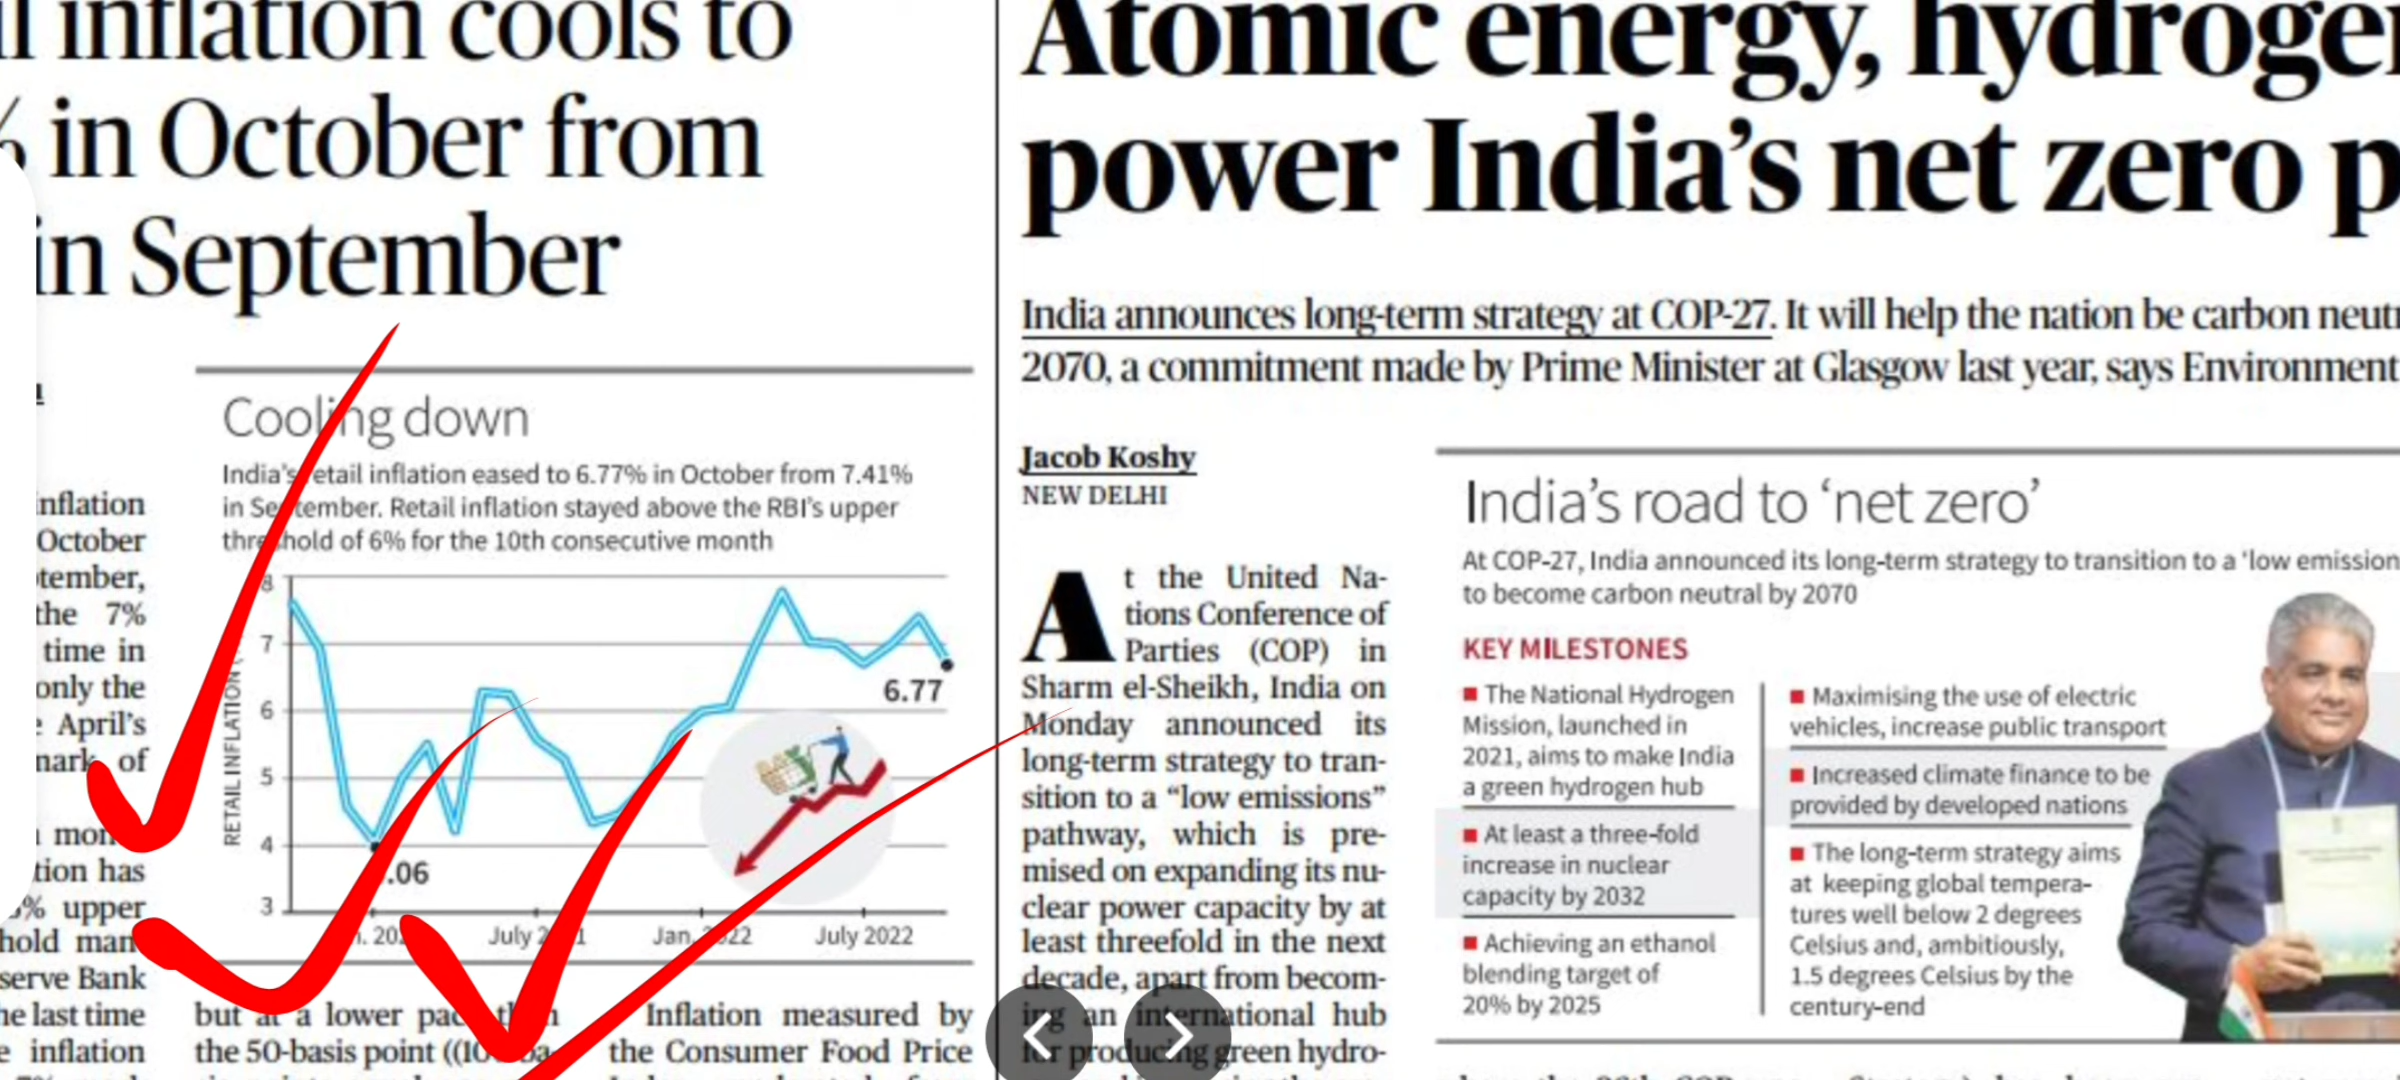 inflation cools to
% in October from
in September
Cooling down
India's retail inflation eased to 6.77% in October from 7.41%
in September. Retail inflation stayed above the RBI's upper
threshold of 6% for the 10th consecutive month
RETAIL INFLATION (
8
7
6
5
4
3
6.77
.06
July 2021
Jan. 2022
July 2022
inflation
October
tember,
the 7%
time in
only the
April's
mark of
tion has
% upper
hold man
serve Bank
he last time
inflation
but at a lower pace than
the 50-basis point ((10
Inflation measured by
the Consumer Food Price
Atomic energy, hydrogen
power India's net zero p
India announces long-term strategy at COP-27. It will help the nation be carbon neutr
2070, a commitment made by Prime Minister at Glasgow last year, says Environment
Jacob Koshy
NEW DELHI
At the United Na-
tions Conference of
Parties (COP) in
Sharm el-Sheikh, India on
Monday announced its
long-term strategy to tran-
sition to a “low emissions”
pathway, which is pre-
mised on expanding its nu-
clear power capacity by at
least threefold in the next
decade, apart from becom-
ing an international hub
for producing green hydro-
India's road to ‘net zero’
At COP-27, India announced its long-term strategy to transition to a ‘low emission
to become carbon neutral by 2070
KEY MILESTONES
The National Hydrogen
Mission, launched in
2021, aims to make India
a green hydrogen hub
At least a three-fold
increase in nuclear
capacity by 2032
Achieving an ethanol
blending target of
20% by 2025
Maximising the use of electric
vehicles, increase public transport
Increased climate finance to be
provided by developed nations
The long-term strategy aims
at keeping global tempera-
tures well below 2 degrees
Celsius and, ambitiously,
1.5 degrees Celsius by the
century-end